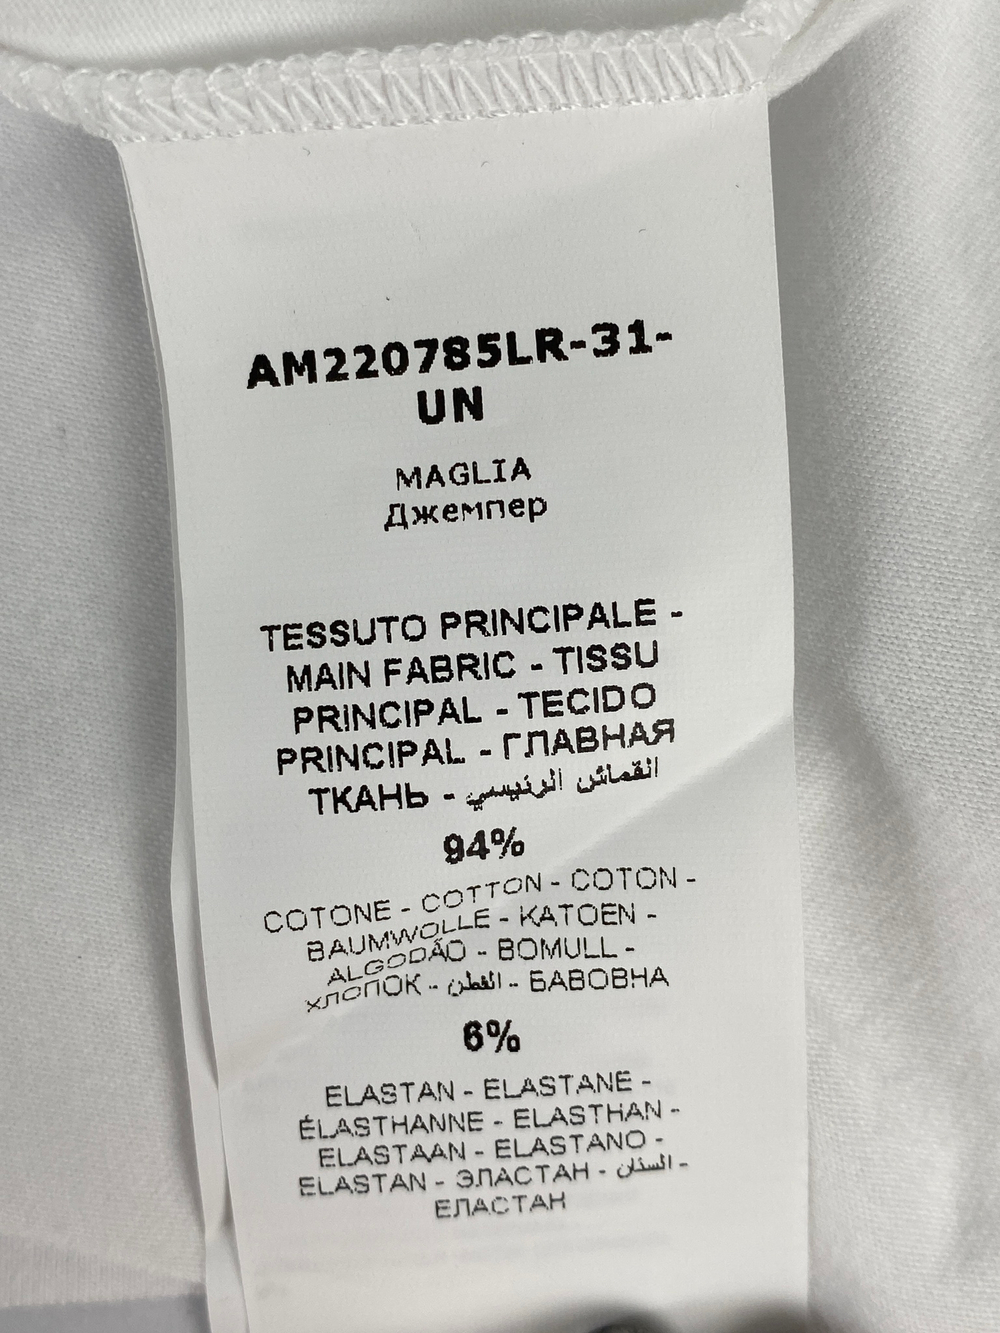 AM220785LR-31-
UN
MAGLIA
Джемпер
TESSUTO PRINCIPALE -
MAIN FABRIC - TISSU
PRINCIPAL - TECIDO
PRINCIPAL - ГЛАВНАЯ
ТКАНЬ - القماش الرئيسي
94%
COTONE - COTTON - COTON -
BAUMWOLLE - KATOEN -
ALGODÃO - BOMULL -
ХЛОПОК - القطن - БАВОВНА
6%
ELASTAN - ELASTANE -
ÉLASTHANNE - ELASTHAN -
ELASTAAN - ELASTANO -
ELASTAN - ЭЛАСТАН - الستان -
ЕЛАСТАН